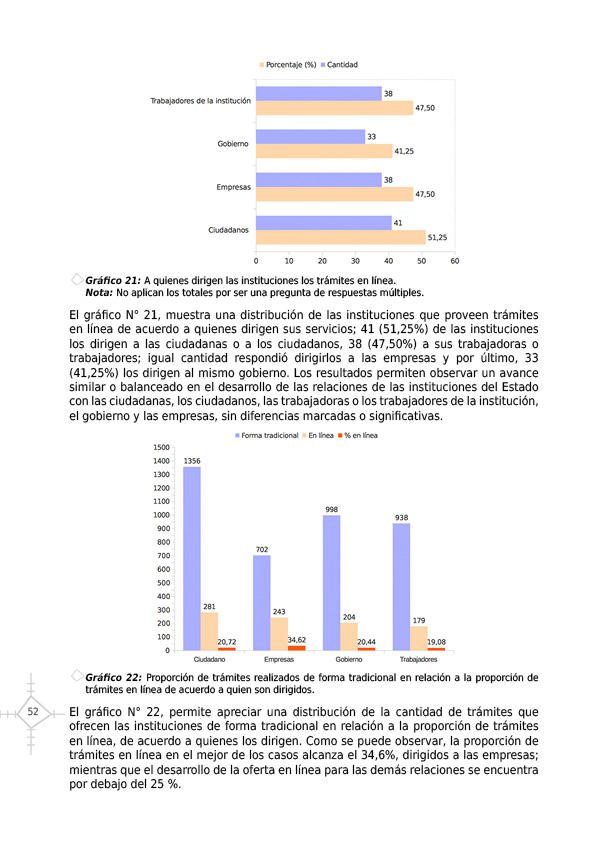 Porcentaje (%) Cantidad
Trabajadores de la institución
38
47,50
Gobierno
33
41,25
Empresas
38
47,50
Ciudadanos
41
51,25
0 10 20 30 40 50 60
Gráfico 21: A quienes dirigen las instituciones los trámites en línea.
Nota: No aplican los totales por ser una pregunta de respuestas múltiples.
El gráfico N° 21, muestra una distribución de las instituciones que proveen trámites
en línea de acuerdo a quienes dirigen sus servicios; 41 (51,25%) de las instituciones
los dirigen a las ciudadanas o a los ciudadanos, 38 (47,50%) a sus trabajadoras o
trabajadores; igual cantidad respondió dirigirlos a las empresas y por último, 33
(41,25%) los dirigen al mismo gobierno. Los resultados permiten observar un avance
similar o balanceado en el desarrollo de las relaciones de las instituciones del Estado
con las ciudadanas, los ciudadanos, las trabajadoras o los trabajadores de la institución,
el gobierno y las empresas, sin diferencias marcadas o significativas.
Forma tradicional En línea % en línea
1500
1400
1300
1200
1100
1000
900
800
700
600
500
400
300
200
100
0
1356
281
20,72
702
243
34,62
998
204
20,44
938
179
19,08
Ciudadano Empresas Gobierno Trabajadores
Gráfico 22: Proporción de trámites realizados de forma tradicional en relación a la proporción de
trámites en línea de acuerdo a quien son dirigidos.
52
El gráfico N° 22, permite apreciar una distribución de la cantidad de trámites que
ofrecen las instituciones de forma tradicional en relación a la proporción de trámites
en línea, de acuerdo a quienes los dirigen. Como se puede observar, la proporción de
trámites en línea en el mejor de los casos alcanza el 34,6%, dirigidos a las empresas;
mientras que el desarrollo de la oferta en línea para las demás relaciones se encuentra
por debajo del 25 %.